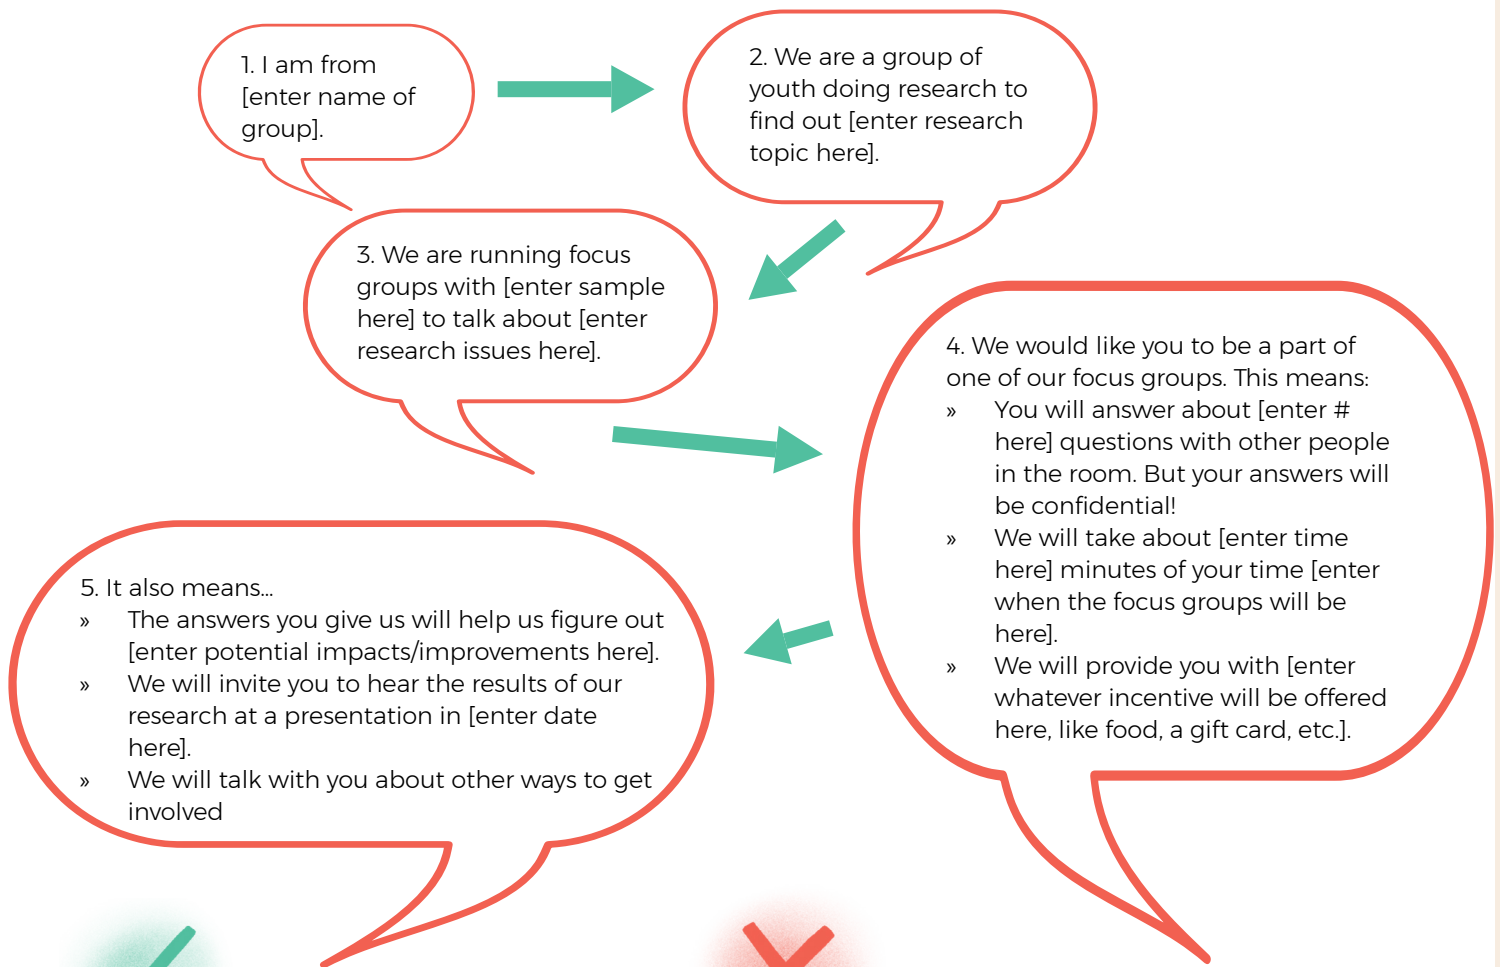 1. I am from
[enter name of
group].
2. We are a group of
youth doing research to
find out [enter research
topic here].
3. We are running focus
groups with [enter sample
here] to talk about [enter
research issues here].
4. We would like you to be a part of
one of our focus groups. This means:
» You will answer about [enter #
here] questions with other people
in the room. But your answers will
be confidential!
» We will take about [enter time
here] minutes of your time [enter
when the focus groups will be
here].
» We will provide you with [enter
whatever incentive will be offered
here, like food, a gift card, etc.].
5. It also means...
» The answers you give us will help us figure out
[enter potential impacts/improvements here].
» We will invite you to hear the results of our
research at a presentation in [enter date
here].
» We will talk with you about other ways to get
involved